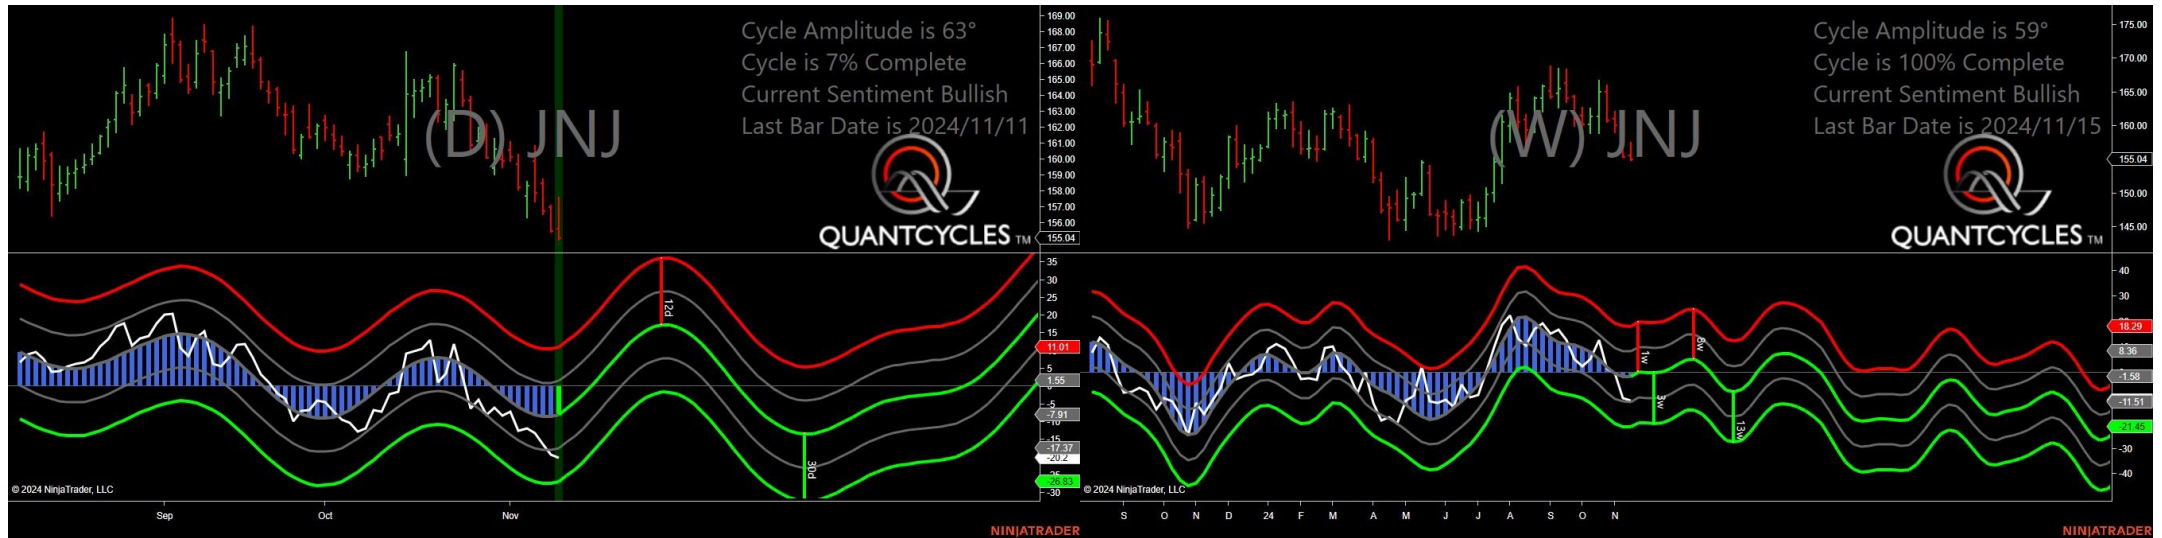 Cycle Amplitude is 63°
Cycle is 7% Complete
Current Sentiment Bullish
Last Bar Date is 2024/11/11
(D) JNJ
QUANTCYCLES TM
169.00
168.00
167.00
166.00
165.00
164.00
163.00
162.00
161.00
160.00
159.00
158.00
157.00
156.00
155.04
35
30
25
20
15
11.01
5
1.55
-5
-7.91
-10
-15
-17.37
-20.2
-26.83
-30
12d
30d
© 2024 NinjaTrader, LLC
Sep
Oct
Nov
NINJATRADER
Cycle Amplitude is 59°
Cycle is 100% Complete
Current Sentiment Bullish
Last Bar Date is 2024/11/15
(W) JNJ
QUANTCYCLES TM
175.00
170.00
165.00
160.00
155.04
150.00
145.00
40
30
18.29
8.36
-1.58
-11.51
-21.45
-30
-40
1w
8w
3w
13w
© 2024 NinjaTrader, LLC
S
O
N
D
24
F
M
A
M
J
J
A
S
O
N
NINJATRADER